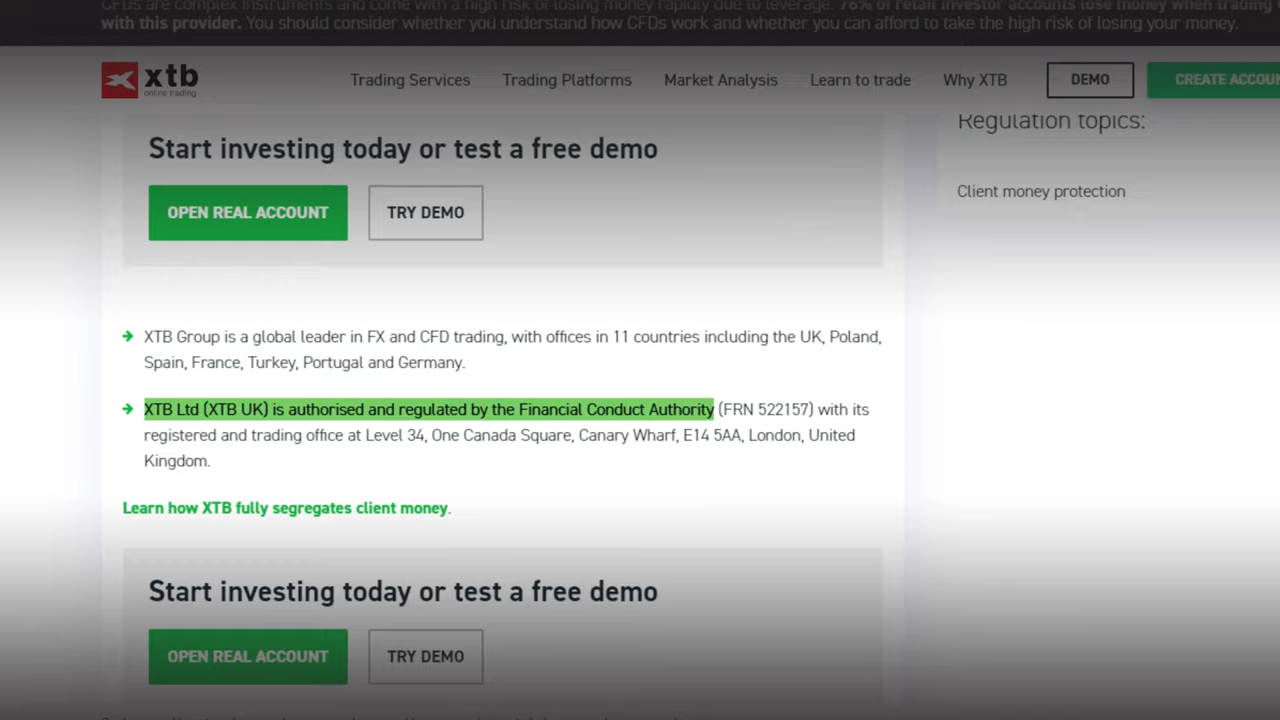 CFDs are complex instruments and come with a high risk of losing money rapidly due to leverage. 76% of retail investor accounts lose money when trading
with this provider. You should consider whether you understand how CFDs work and whether you can afford to take the high risk of losing your money.
xtb
online trading
Trading Services Trading Platforms Market Analysis Learn to trade Why XTB DEMO CREATE ACCOUN
Regulation topics:
Start investing today or test a free demo
Client money protection
OPEN REAL ACCOUNT TRY DEMO
XTB Group is a global leader in FX and CFD trading, with offices in 11 countries including the UK, Poland,
Spain, France, Turkey, Portugal and Germany.
XTB Ltd (XTB UK) is authorised and regulated by the Financial Conduct Authority (FRN 522157) with its
registered and trading office at Level 34, One Canada Square, Canary Wharf, E14 5AA, London, United
Kingdom.
Learn how XTB fully segregates client money.
Start investing today or test a free demo
OPEN REAL ACCOUNT TRY DEMO